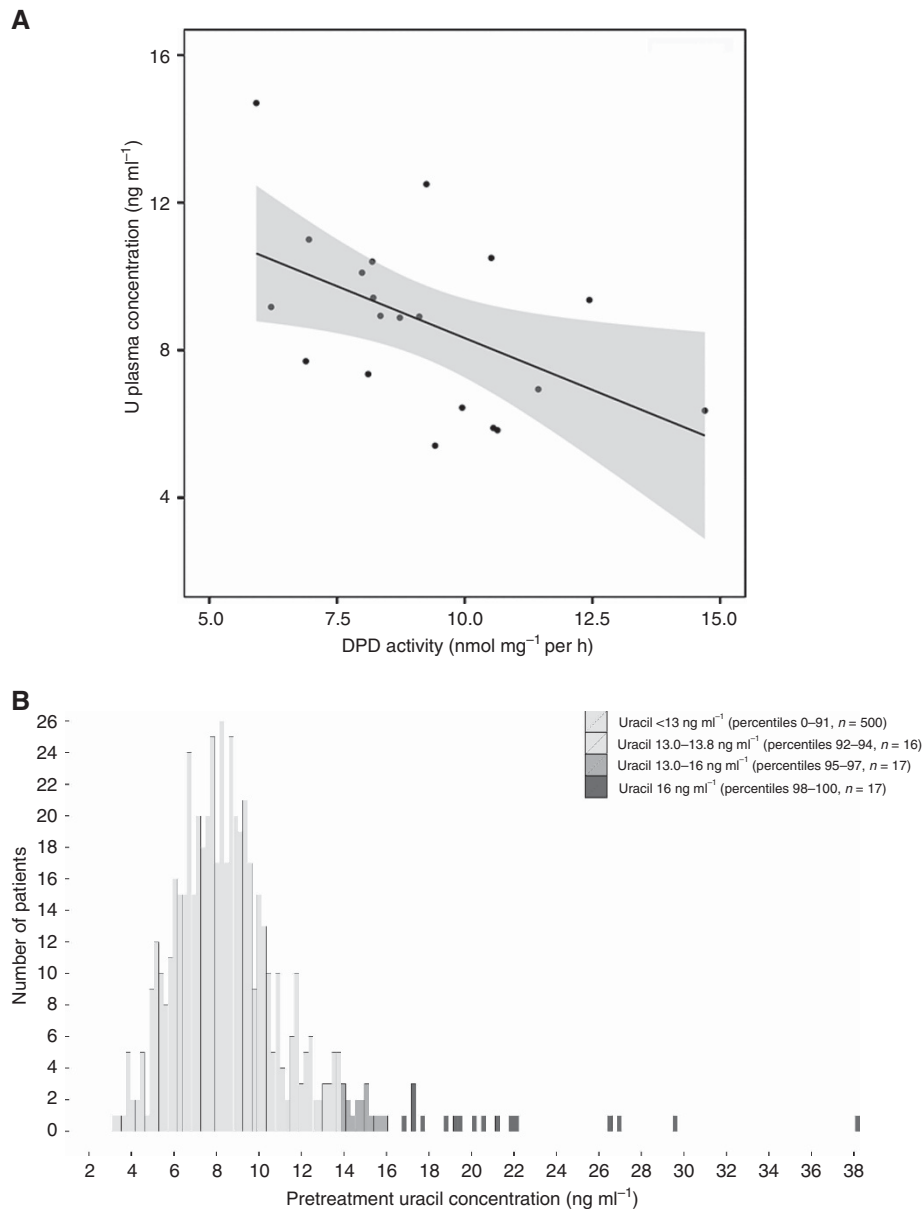 A
16
12
8
4
U plasma concentration (ng ml⁻¹)
5.0 7.5 10.0 12.5 15.0
DPD activity (nmol mg⁻¹ per h)
B
26
24
22
20
18
16
14
12
10
8
6
4
2
0
Number of patients
Uracil <13 ng ml⁻¹ (percentiles 0–91, n = 500)
Uracil 13.0–13.8 ng ml⁻¹ (percentiles 92–94, n = 16)
Uracil 13.0–16 ng ml⁻¹ (percentiles 95–97, n = 17)
Uracil 16 ng ml⁻¹ (percentiles 98–100, n = 17)
2 4 6 8 10 12 14 16 18 20 22 24 26 28 30 32 34 36 38
Pretreatment uracil concentration (ng ml⁻¹)